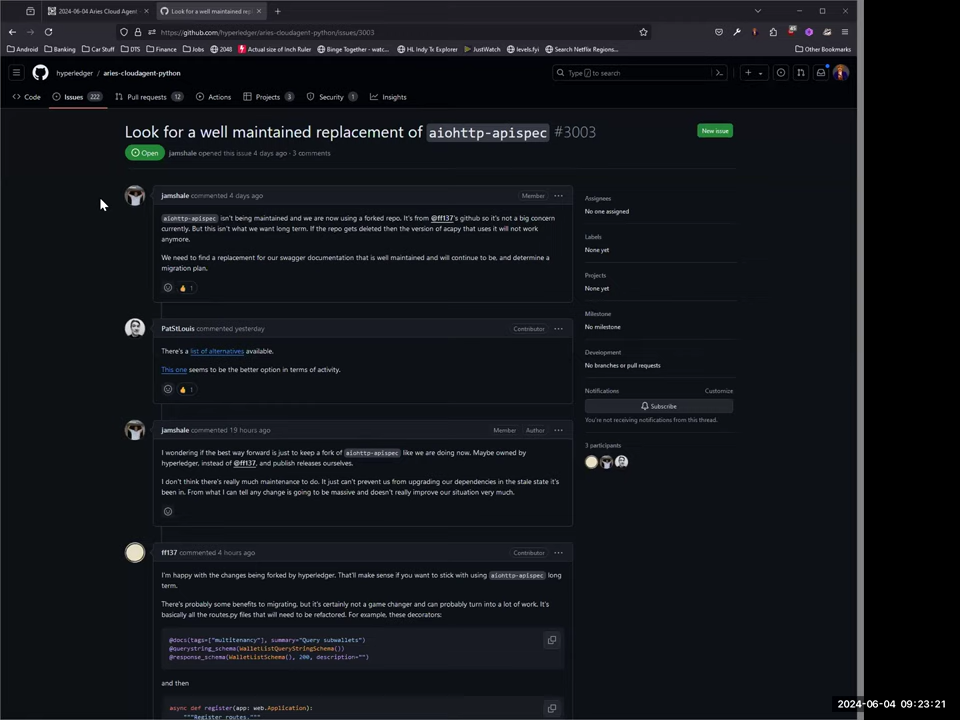 2024-06-04 Aries Cloud Agent
Look for a well maintained rep
https://github.com/hyperledger/aries-cloudagent-python/issues/3003
Android Banking Car Stuff DTS Finance Jobs 2048 Actual size of Inch Ruler Binge Together - watc... HL Indy Tx Explorer JustWatch levels.fyi Search Netflix Regions... Other Bookmarks
hyperledger / aries-cloudagent-python
Type / to search
Code Issues 222 Pull requests 12 Actions Projects 3 Security 1 Insights
Look for a well maintained replacement of aiohttp-apispec #3003
New issue
Open jamshale opened this issue 4 days ago · 3 comments
jamshale commented 4 days ago Member
aiohttp-apispec isn't being maintained and we are now using a forked repo. It's from @ff137's github so it's not a big concern
currently. But this isn't what we want long term. If the repo gets deleted then the version of acapy that uses it will not work
anymore.
We need to find a replacement for our swagger documentation that is well maintained and will continue to be, and determine a
migration plan.
1
Assignees
No one assigned
Labels
None yet
Projects
None yet
Milestone
No milestone
Development
No branches or pull requests
Notifications Customize
Subscribe
You're not receiving notifications from this thread.
3 participants
PatStLouis commented yesterday Contributor
There's a list of alternatives available.
This one seems to be the better option in terms of activity.
1
jamshale commented 19 hours ago Member Author
I wondering if the best way forward is just to keep a fork of aiohttp-apispec like we are doing now. Maybe owned by
hyperledger, instead of @ff137, and publish releases ourselves.
I don't think there's really much maintenance to do. It just can't prevent us from upgrading our dependencies in the stale state it's
been in. From what I can tell any change is going to be massive and doesn't really improve our situation very much.
ff137 commented 4 hours ago Contributor
I'm happy with the changes being forked by hyperledger. That'll make sense if you want to stick with using aiohttp-apispec long
term.
There's probably some benefits to migrating, but it's certainly not a game changer and can probably turn into a lot of work. It's
basically all the routes.py files that will need to be refactored. For example, these decorators:
@docs(tags=["multitenancy"], summary="Query subwallets")
@querystring_schema(WalletListQueryStringSchema())
@response_schema(WalletListSchema(), 200, description="")
and then
async def register(app: web.Application):
"""Register routes."""
2024-06-04 09:23:21